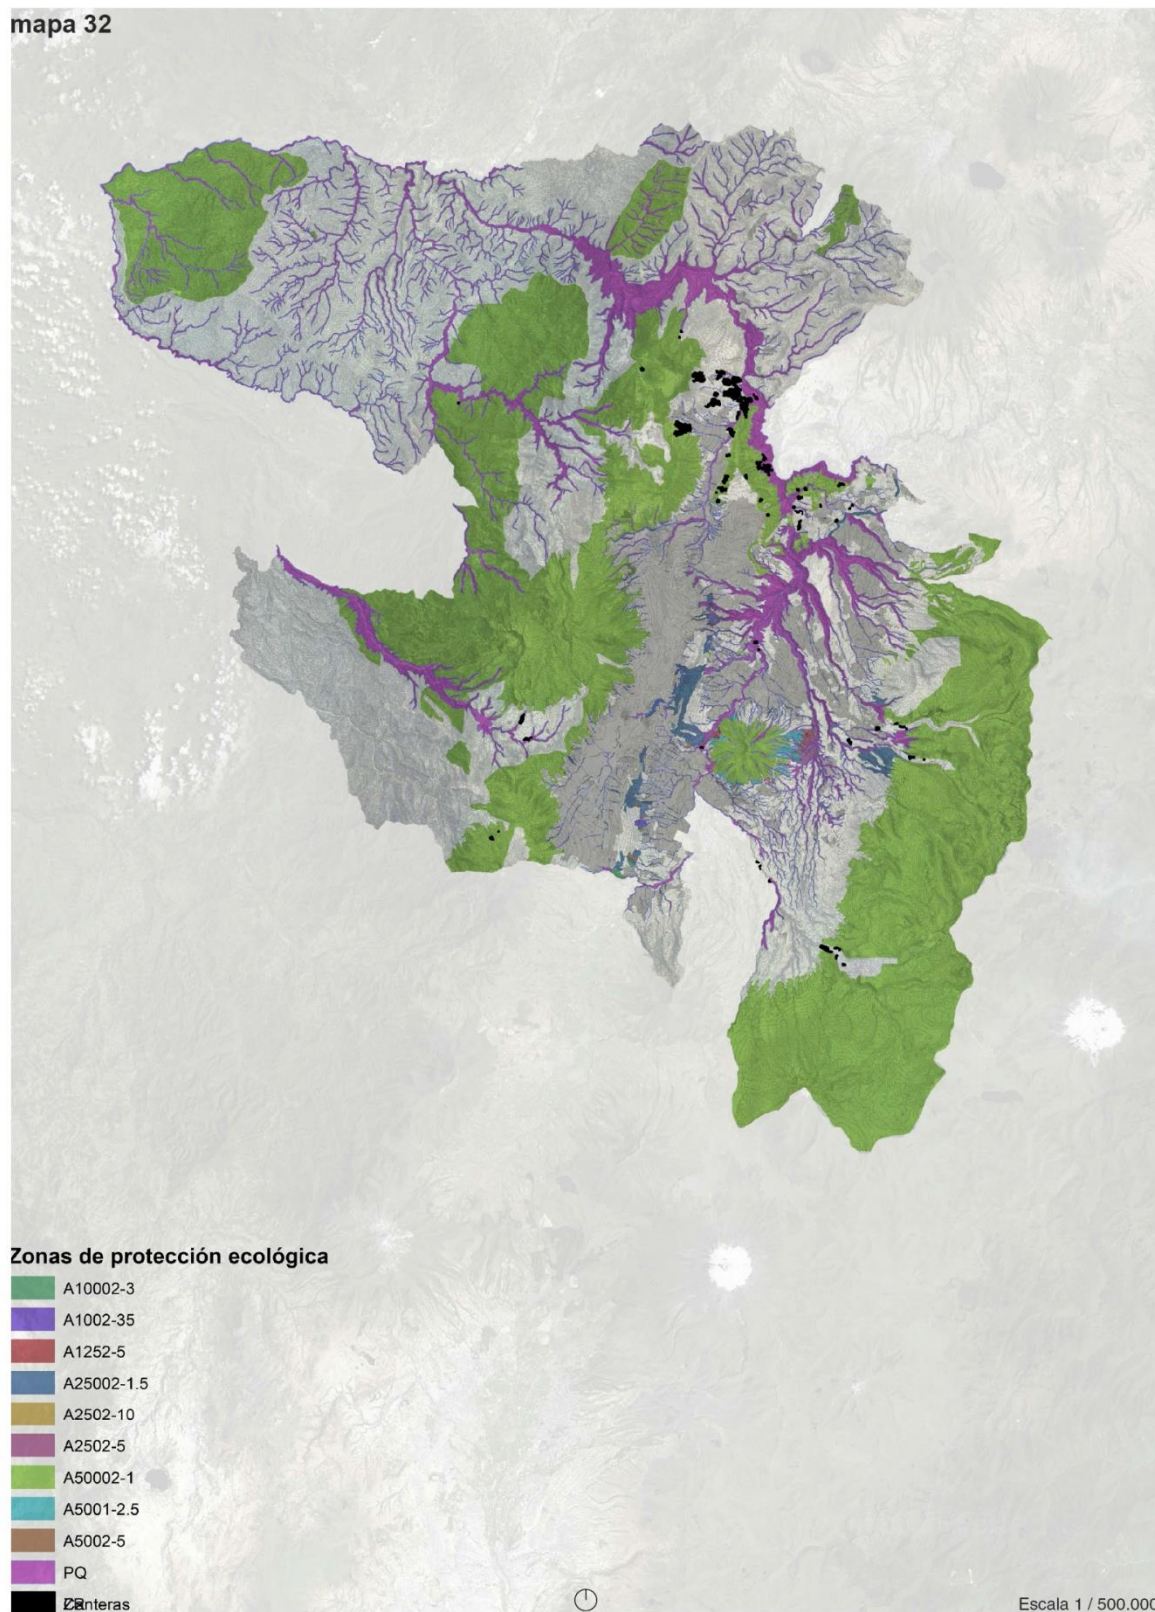 mapa 32
Zonas de protección ecológica
A10002-3
A1002-35
A1252-5
A25002-1.5
A2502-10
A2502-5
A50002-1
A5001-2.5
A5002-5
PQ
Canteras
Escala 1 / 500.000